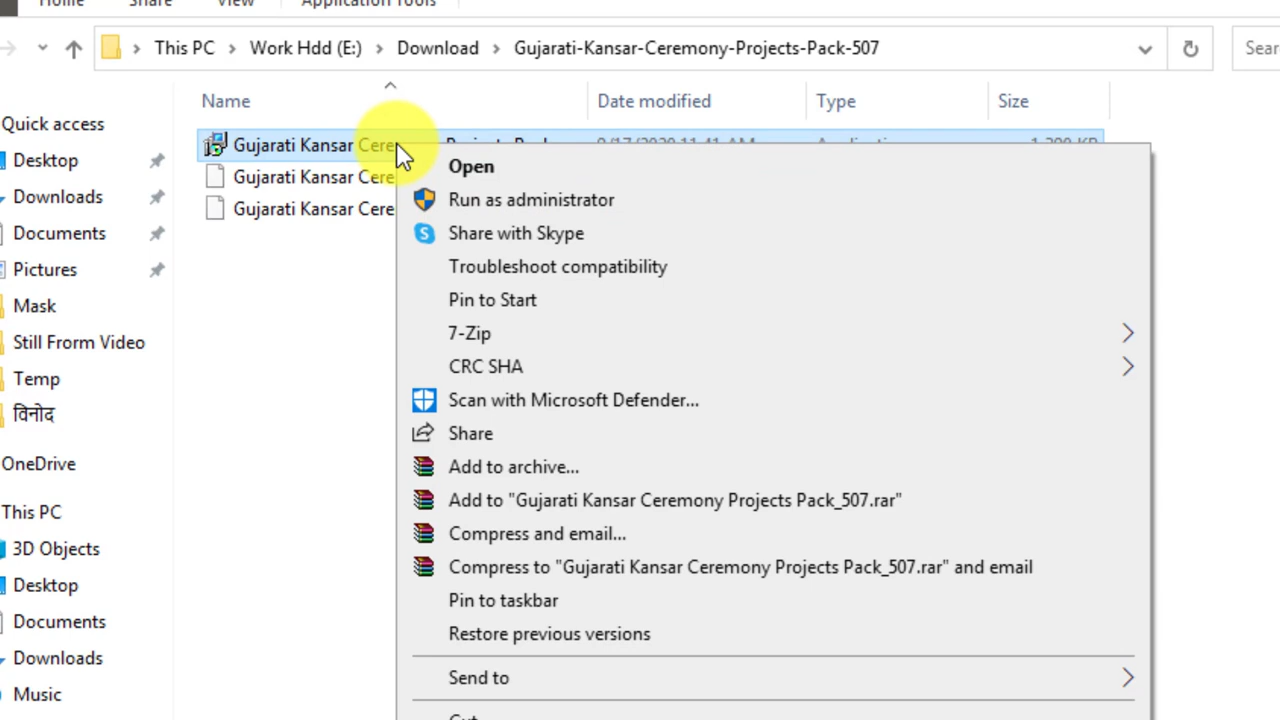 Home Share View Application Tools
This PC Work Hdd (E:) Download Gujarati-Kansar-Ceremony-Projects-Pack-507
Name Date modified Type Size
Quick access
Desktop
Downloads
Documents
Pictures
Mask
Still Frorm Video
Temp
विनोद
OneDrive
This PC
3D Objects
Desktop
Documents
Downloads
Music
Gujarati Kansar Cere
Gujarati Kansar Cere
Gujarati Kansar Cere
Open
Run as administrator
Share with Skype
Troubleshoot compatibility
Pin to Start
7-Zip
CRC SHA
Scan with Microsoft Defender...
Share
Add to archive...
Add to "Gujarati Kansar Ceremony Projects Pack_507.rar"
Compress and email...
Compress to "Gujarati Kansar Ceremony Projects Pack_507.rar" and email
Pin to taskbar
Restore previous versions
Send to